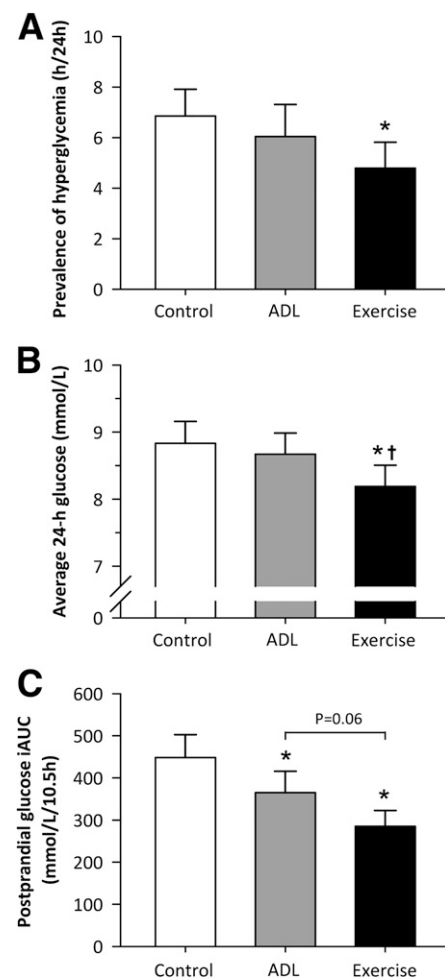 A
Prevalence of hyperglycemia (h/24h)
10
8
6
4
2
0
*
Control ADL Exercise
B
Average 24-h glucose (mmol/L)
10
9
8
7
0
*†
Control ADL Exercise
C
Postprandial glucose iAUC
(mmol/L/10.5h)
600
500
400
300
200
100
0
P=0.06
*
*
Control ADL Exercise